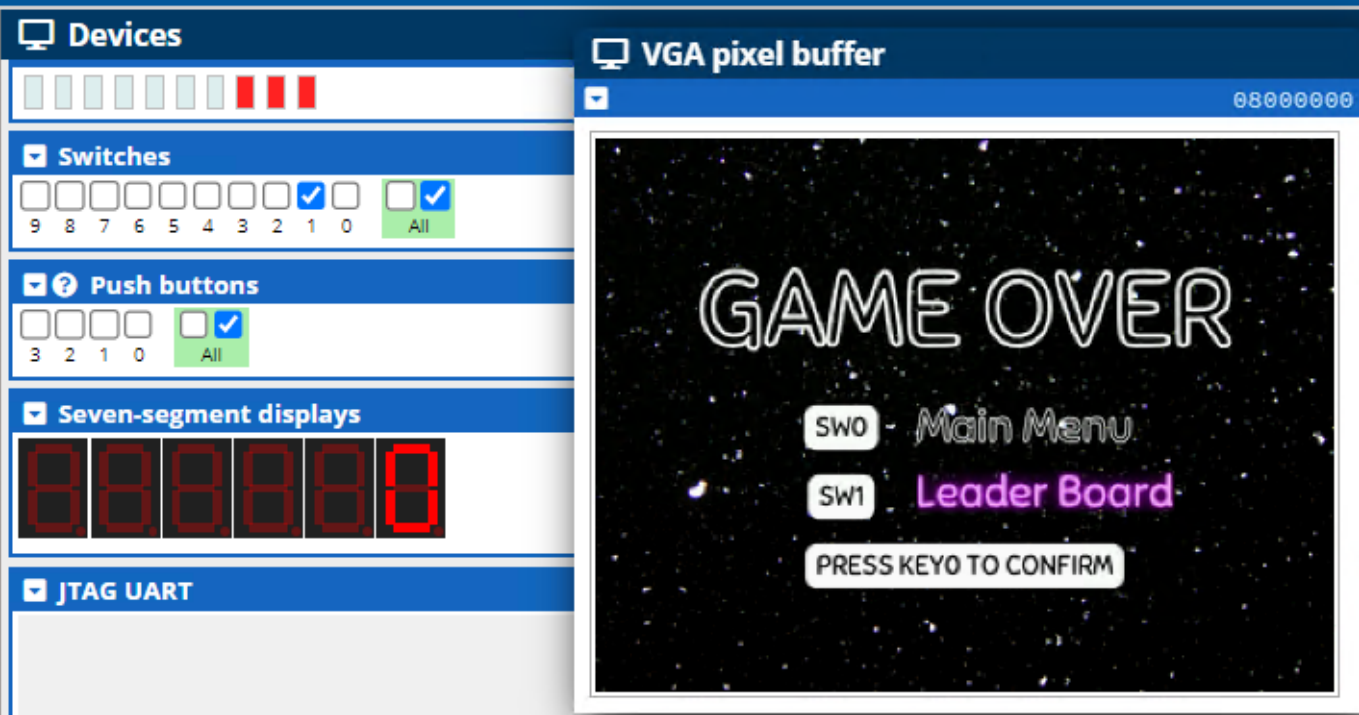 Devices
Switches
9 8 7 6 5 4 3 2 1 0 All
Push buttons
3 2 1 0 All
Seven-segment displays
0
JTAG UART
VGA pixel buffer
08000000
GAME OVER
SW0 - Main Menu
SW1 - Leader Board
PRESS KEY0 TO CONFIRM